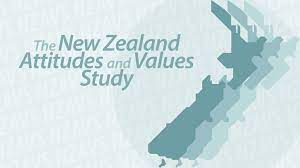 The New Zealand
Attitudes and Values
Study